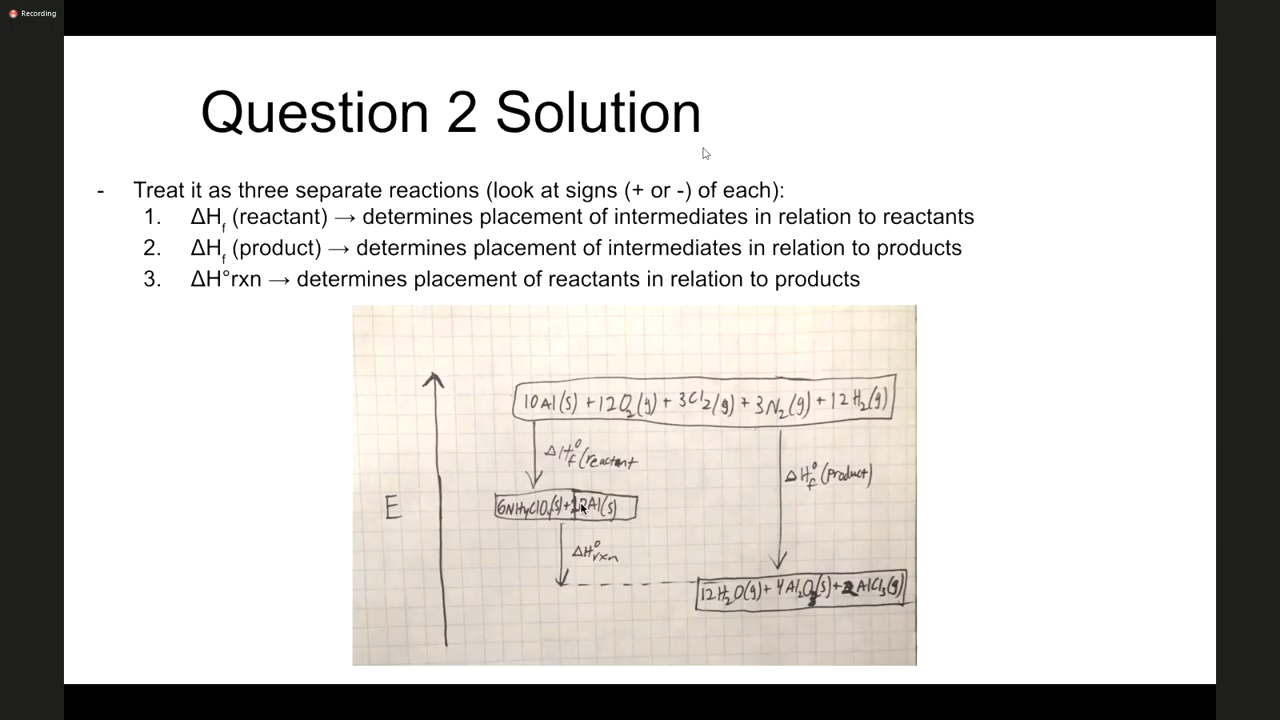 Recording
Question 2 Solution
- Treat it as three separate reactions (look at signs (+ or -) of each):
1. ΔHf (reactant) → determines placement of intermediates in relation to reactants
2. ΔHf (product) → determines placement of intermediates in relation to products
3. ΔH°rxn → determines placement of reactants in relation to products
10Al(s) + 12O₂(g) + 3Cl₂(g) + 3N₂(g) + 12H₂(g)
ΔH°f (reactant
ΔH°f (product)
E
6NH₄ClO₄(s) + Al(s)
ΔH°rxn
12H₂O(g) + 4Al₂O₃(s) + 2AlCl₃(g)